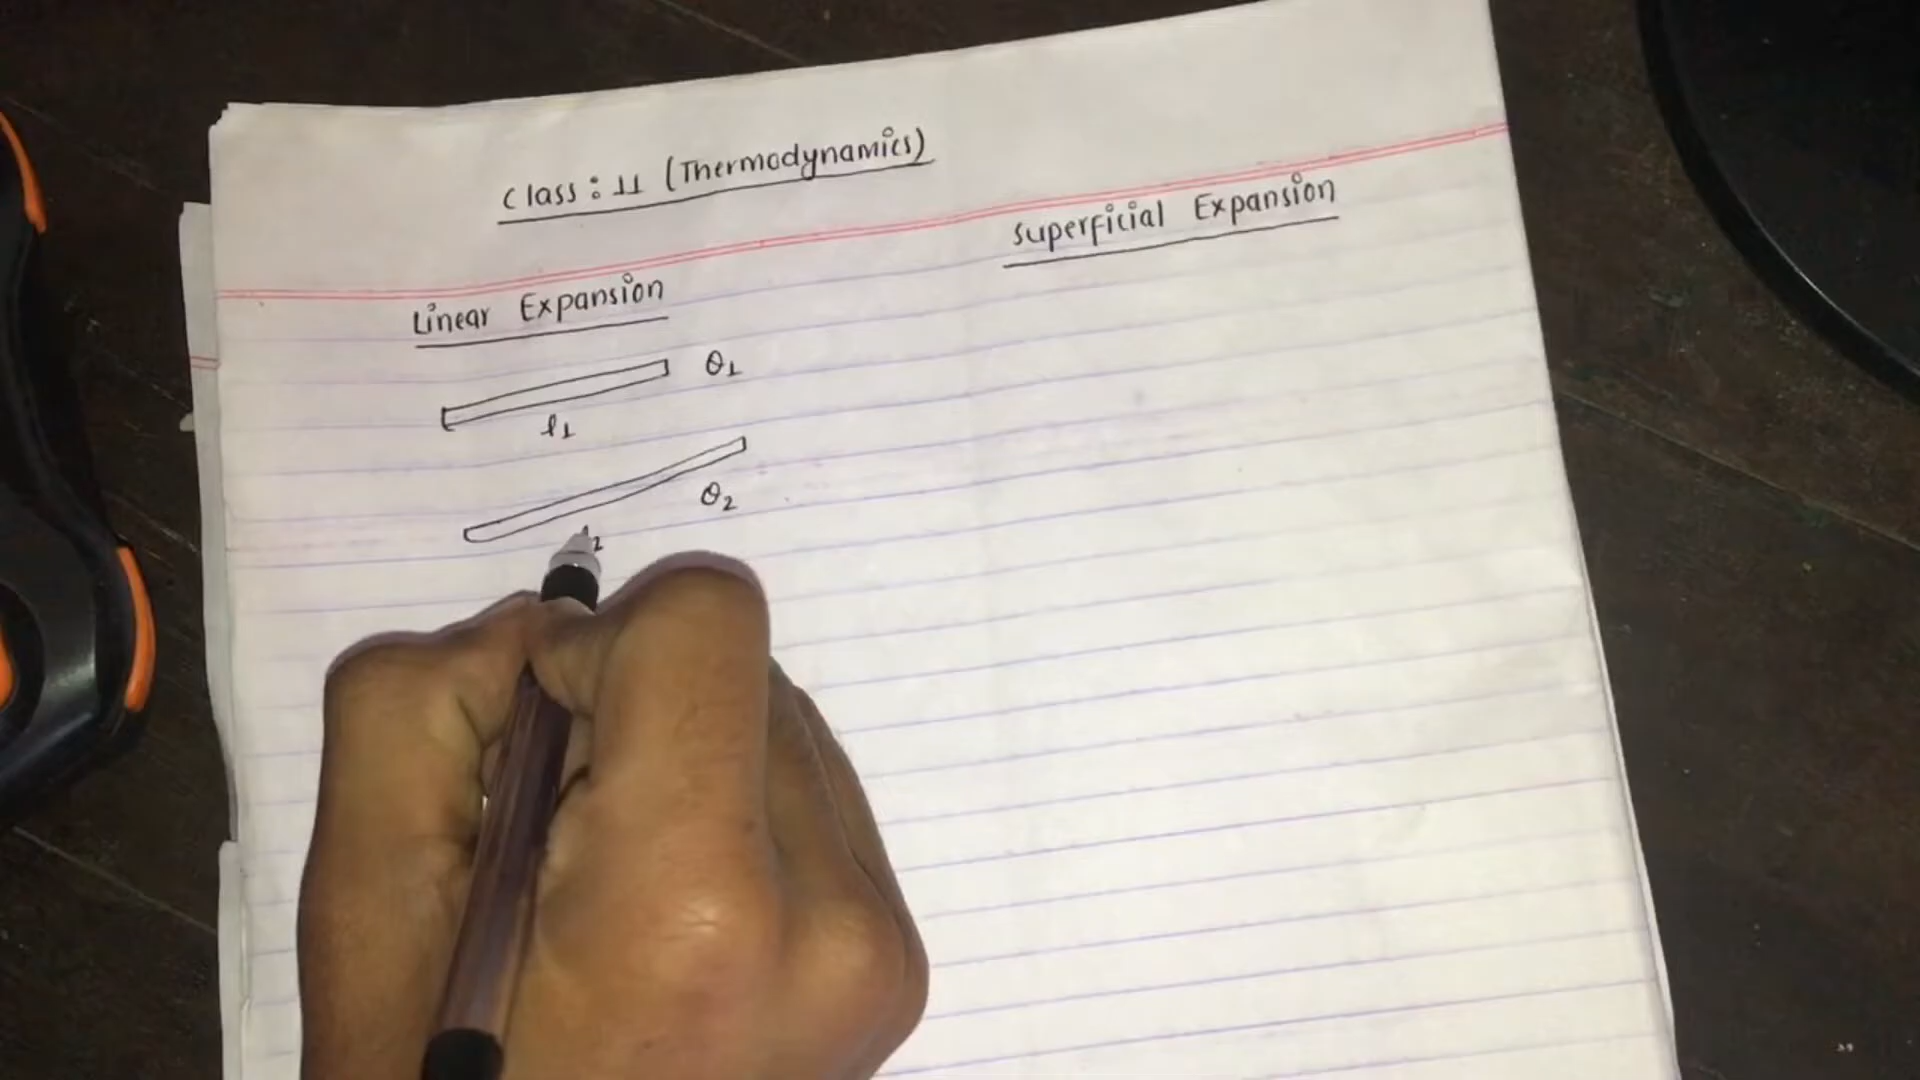 Class: 11 (Thermodynamics)
Linear Expansion
Superficial Expansion
θ1
l1
θ2